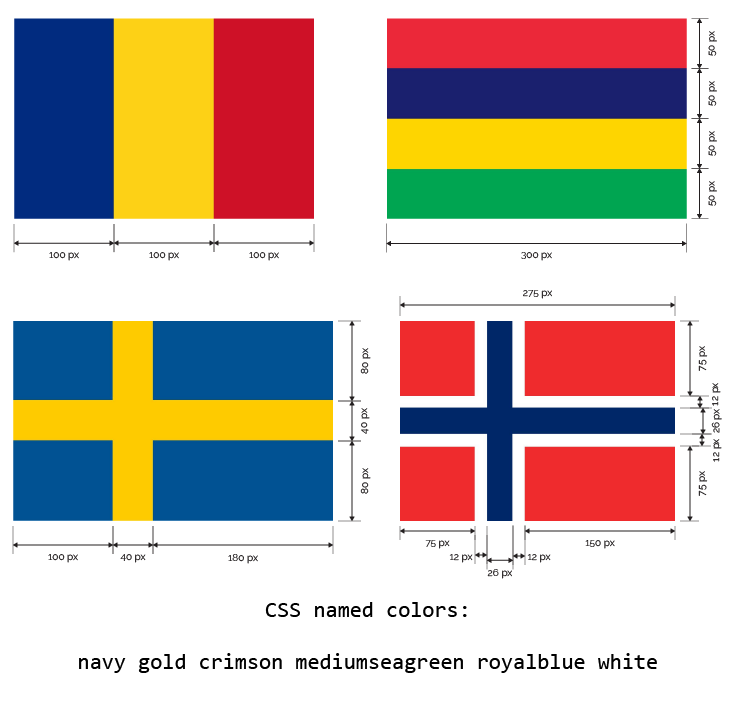 50 px
50 px
50 px
50 px
100 px 100 px 100 px
300 px
275 px
80 px
40 px
80 px
75 px
12 px
26 px
12 px
75 px
100 px 40 px 180 px
75 px 150 px
12 px 12 px
26 px
CSS named colors:
navy gold crimson mediumseagreen royalblue white